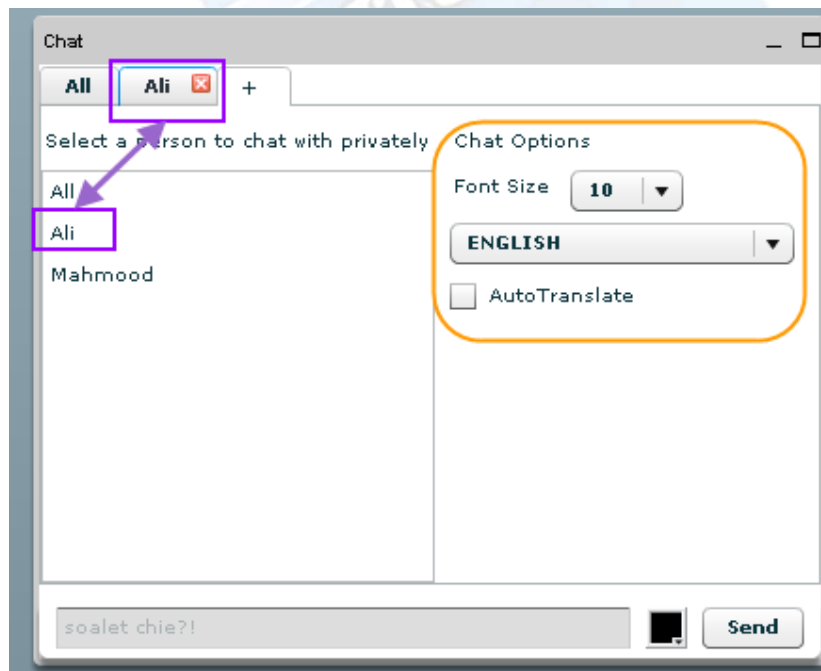 Chat
All Ali +
Select a person to chat with privately
Chat Options
All
Ali
Mahmood
Font Size 10
ENGLISH
AutoTranslate
soalet chie?!
Send